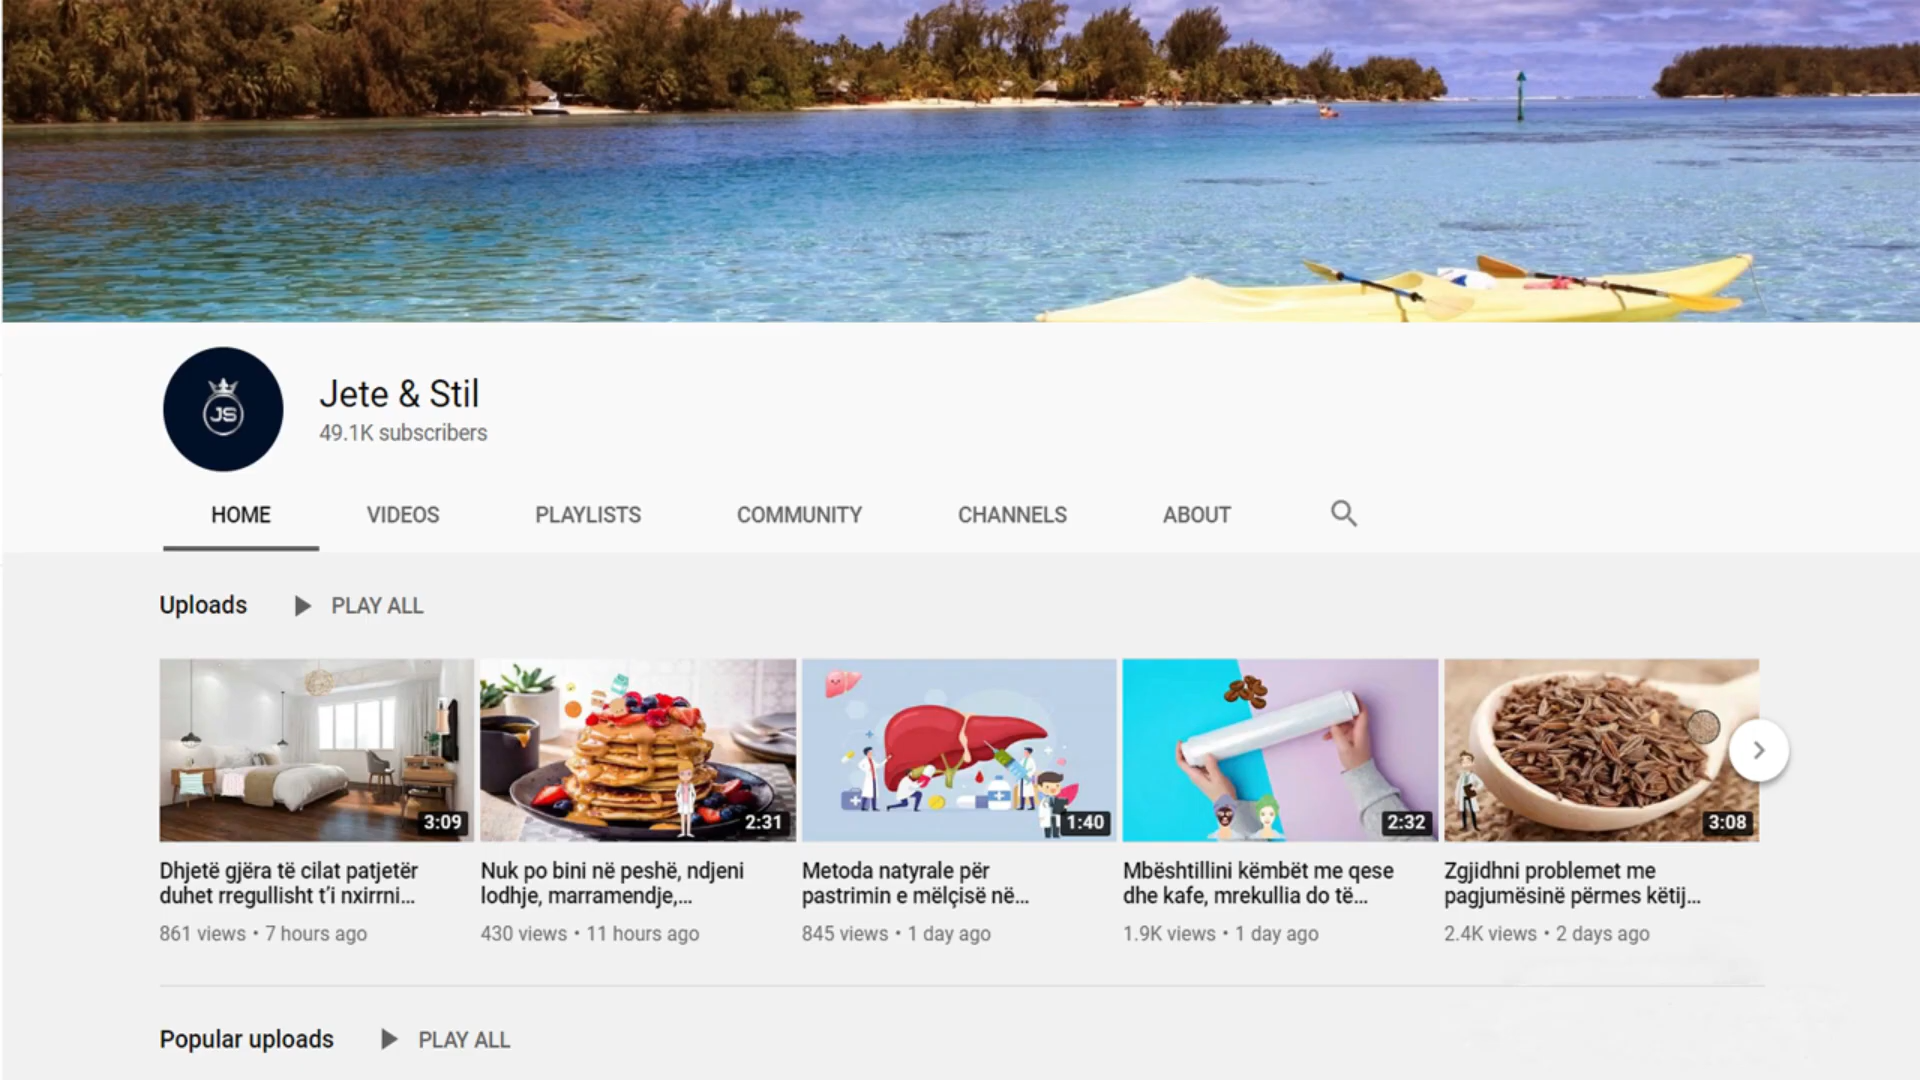 JS
Jete & Stil
49.1K subscribers
HOME VIDEOS PLAYLISTS COMMUNITY CHANNELS ABOUT
Uploads PLAY ALL
3:09 2:31 1:40 2:32 3:08
Dhjetë gjëra të cilat patjetër
duhet rregullisht t’i nxirrni...
861 views • 7 hours ago
Nuk po bini në peshë, ndjeni
lodhje, marramendje,...
430 views • 11 hours ago
Metoda natyrale për
pastrimin e mëlçisë në...
845 views • 1 day ago
Mbështillini këmbët me qese
dhe kafe, mrekullia do të...
1.9K views • 1 day ago
Zgjidhni problemet me
pagjumësinë përmes këtij...
2.4K views • 2 days ago
Popular uploads PLAY ALL